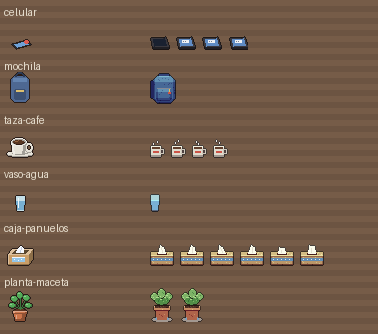 celular
mochila
taza-cafe
vaso-agua
caja-panuelos
planta-maceta